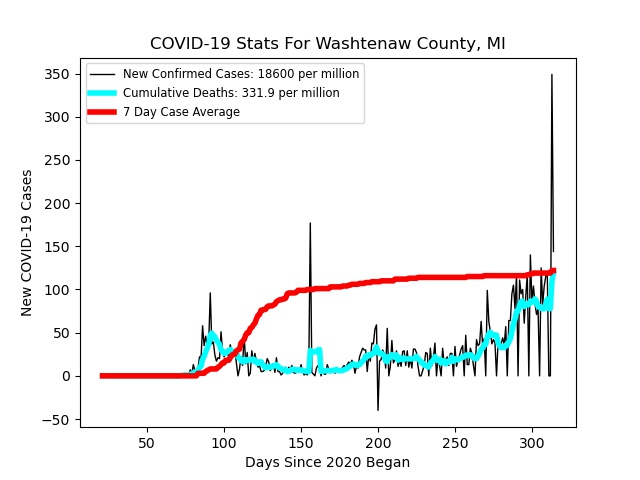 COVID-19 Stats For Washtenaw County, MI
New Confirmed Cases: 18600 per million
Cumulative Deaths: 331.9 per million
7 Day Case Average
350
300
250
200
150
100
50
0
−50
New COVID-19 Cases
50 100 150 200 250 300
Days Since 2020 Began